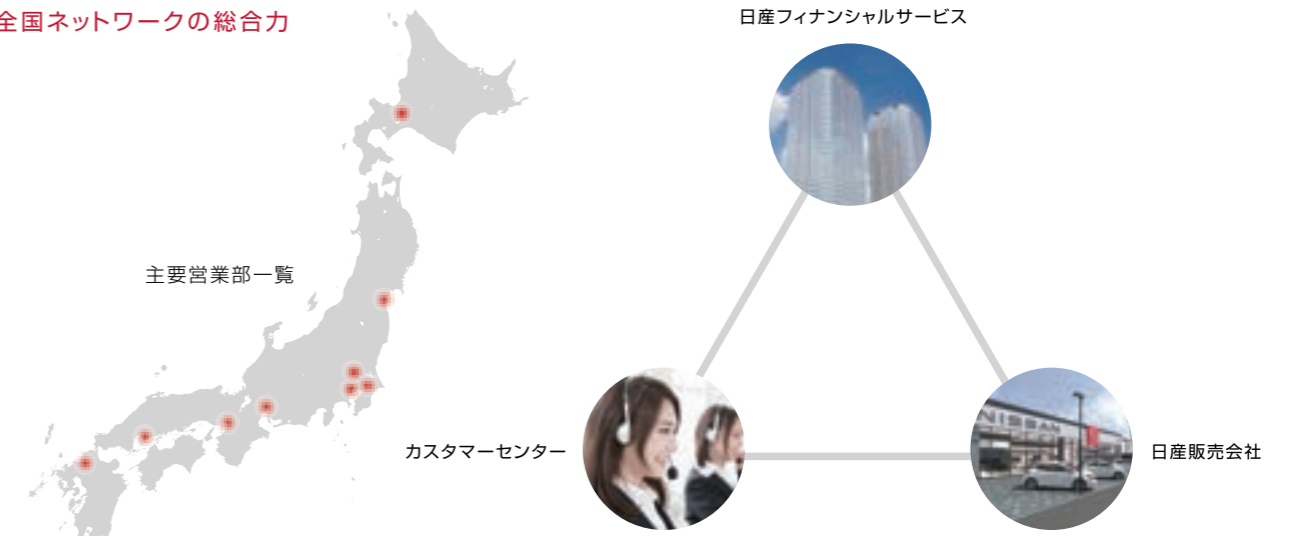 全国ネットワークの総合力
日産フィナンシャルサービス
主要営業部一覧
カスタマーセンター
NISSAN
日産販売会社